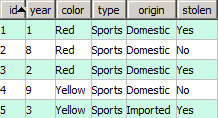 id year color type origin stolen
1 1 Red Sports Domestic Yes
2 8 Red Sports Domestic No
3 2 Red Sports Domestic Yes
4 9 Yellow Sports Domestic No
5 3 Yellow Sports Imported Yes